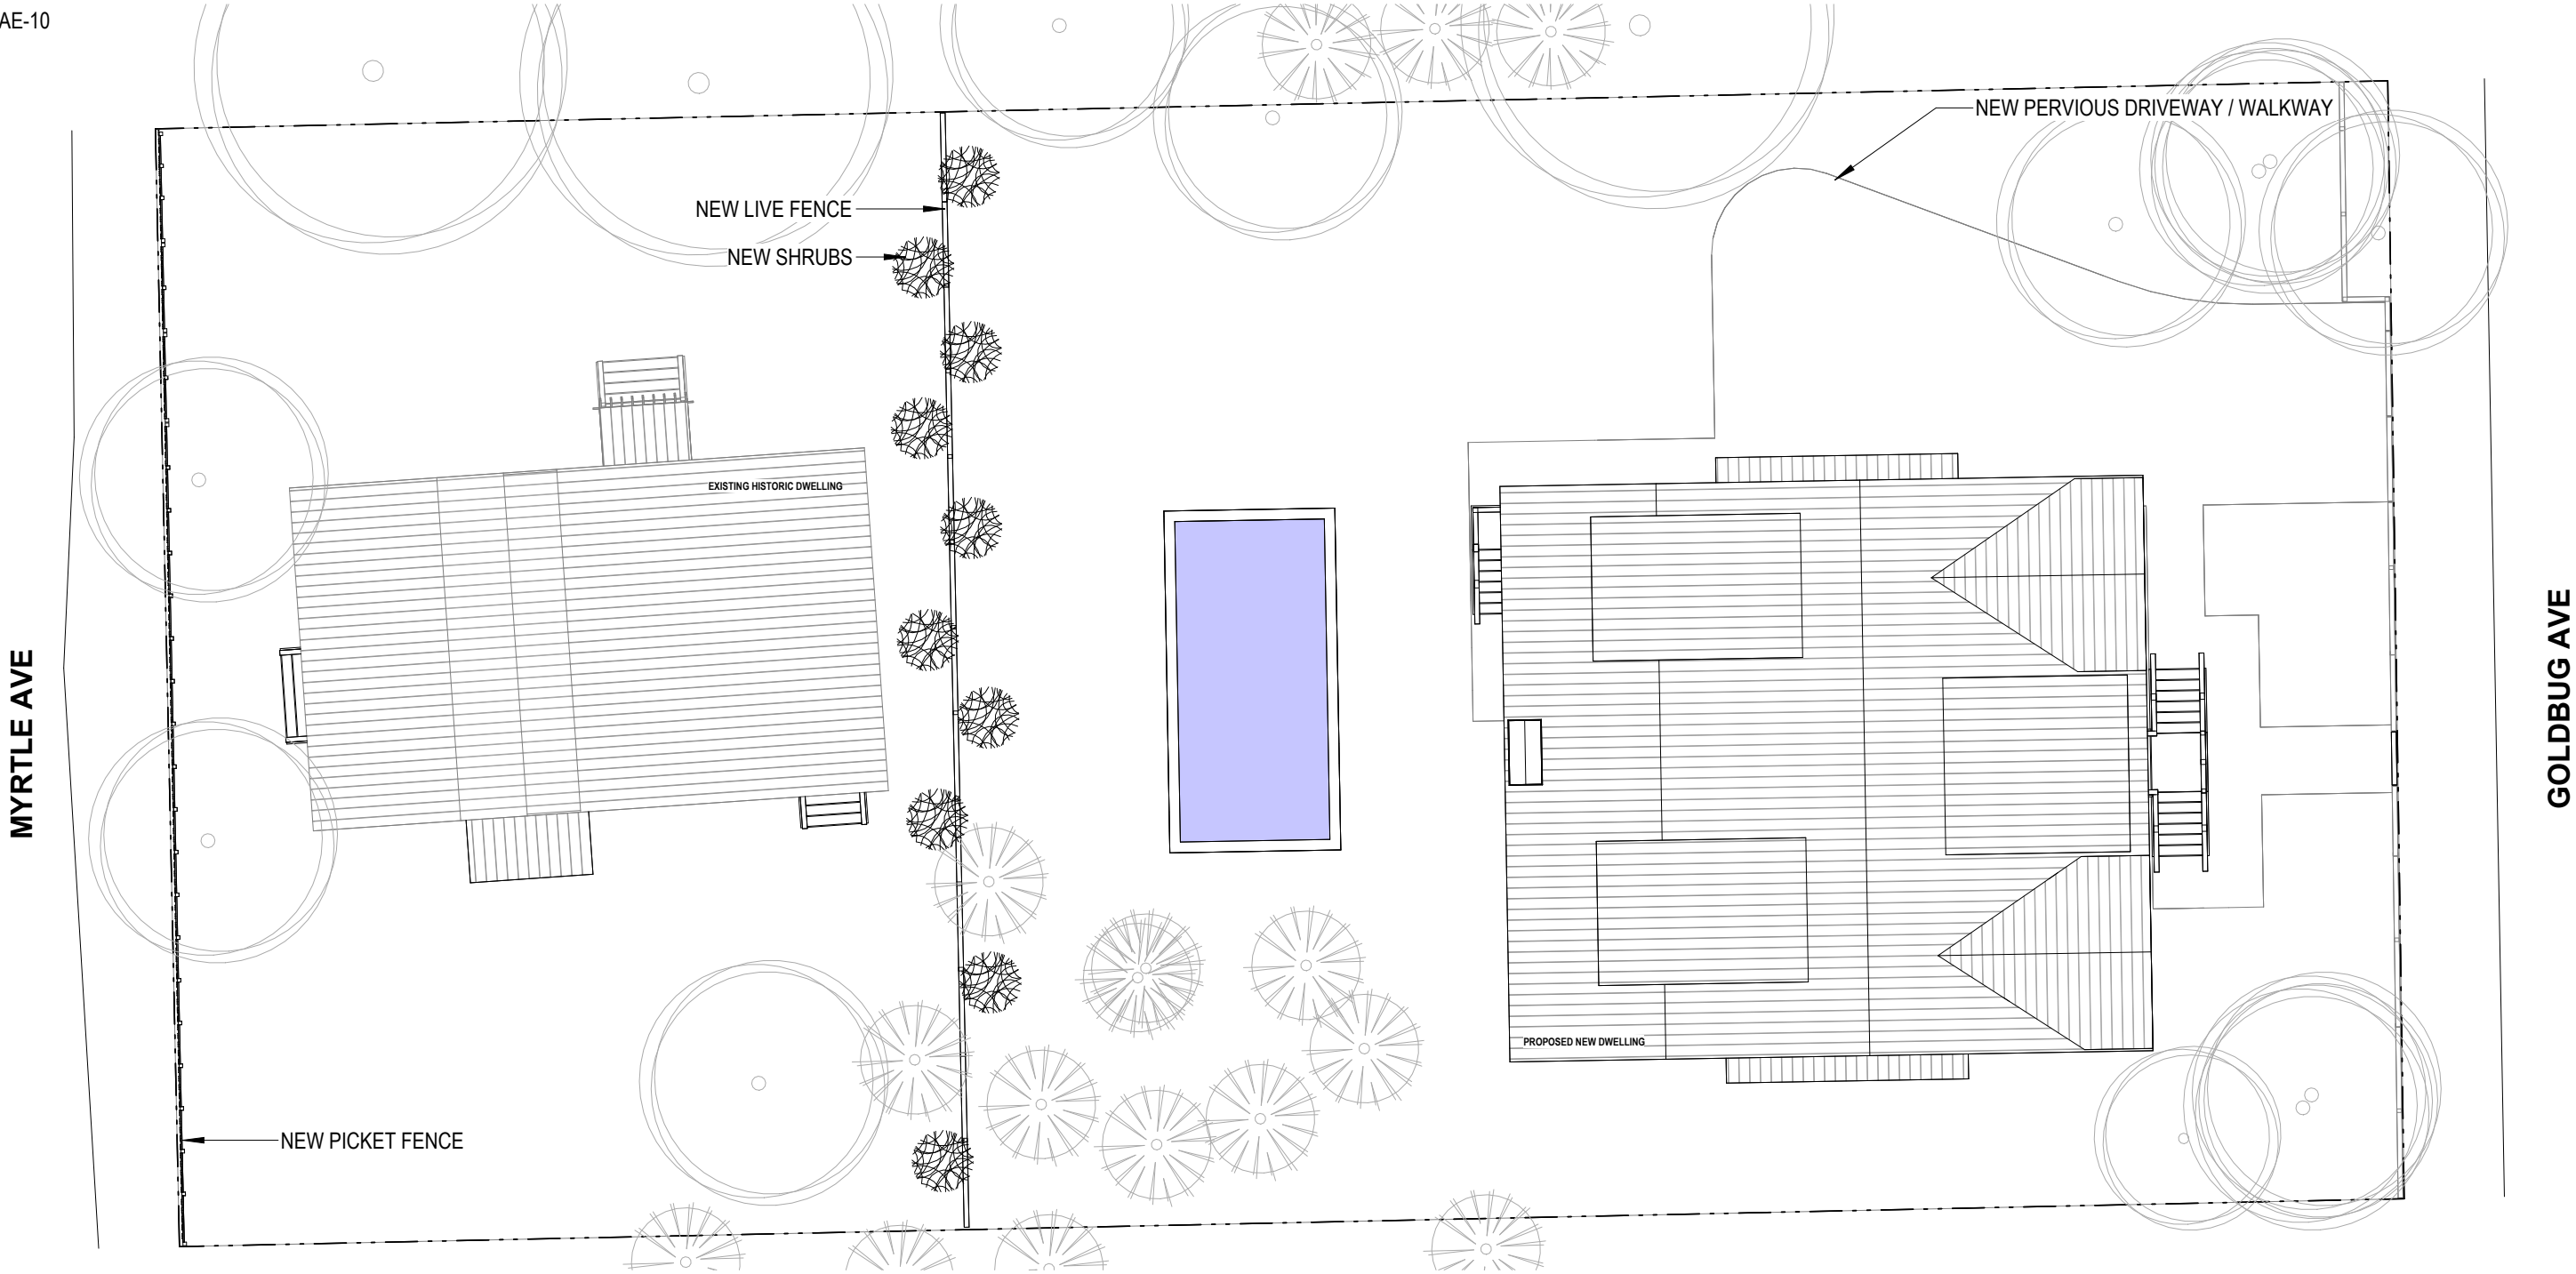 AE-10
NEW PERVIOUS DRIVEWAY / WALKWAY
NEW LIVE FENCE
NEW SHRUBS
EXISTING HISTORIC DWELLING
MYRTLE AVE
GOLDBUG AVE
PROPOSED NEW DWELLING
NEW PICKET FENCE